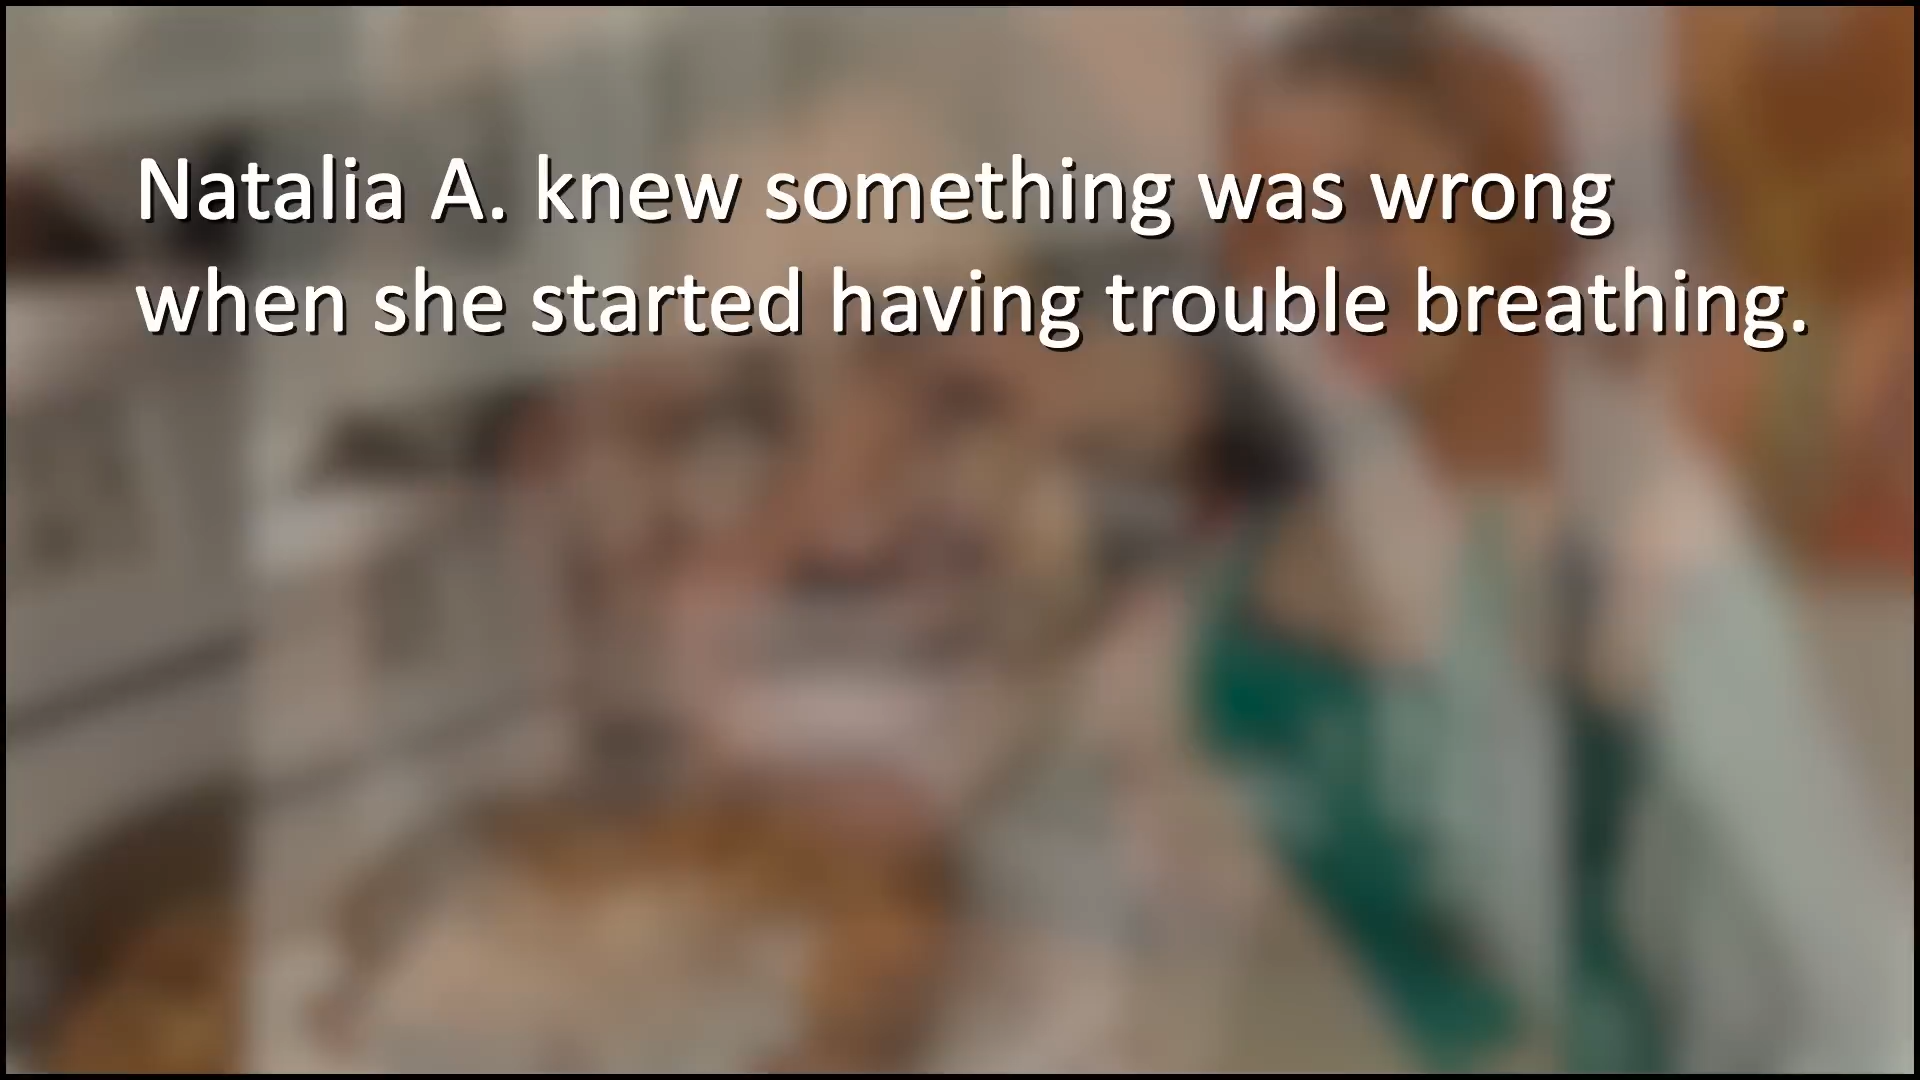 Natalia A. knew something was wrong
when she started having trouble breathing.